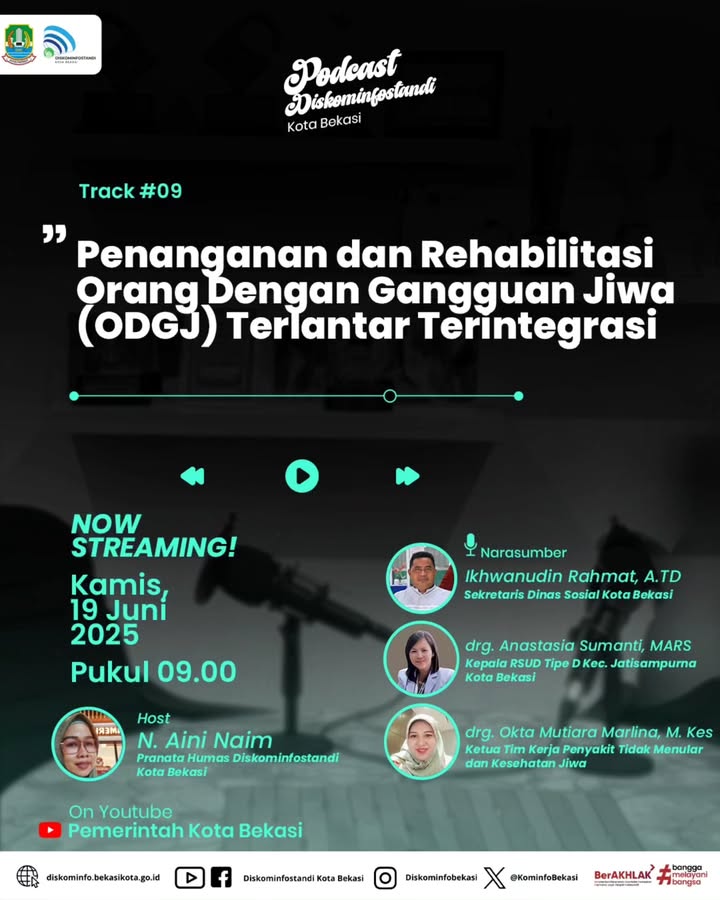 DISKOMINFOSTANDI
KOTA BEKASI
Podcast
Diskominfostandi
Kota Bekasi
Track #09
”
Penanganan dan Rehabilitasi
Orang Dengan Gangguan Jiwa
(ODGJ) Terlantar Terintegrasi
NOW
STREAMING!
Kamis,
19 Juni
2025
Pukul 09.00
Host
N. Aini Naim
Pranata Humas Diskominfostandi
Kota Bekasi
Narasumber
Ikhwanudin Rahmat, A.TD
Sekretaris Dinas Sosial Kota Bekasi
drg. Anastasia Sumanti, MARS
Kepala RSUD Tipe D Kec. Jatisampurna
Kota Bekasi
drg. Okta Mutiara Marlina, M. Kes
Ketua Tim Kerja Penyakit Tidak Menular
dan Kesehatan Jiwa
On Youtube
Pemerintah Kota Bekasi
diskominfo.bekasikota.go.id
Diskominfostandi Kota Bekasi
Diskominfobekasi
@KominfoBekasi
BerAKHLAK
#bangga
melayani
bangsa